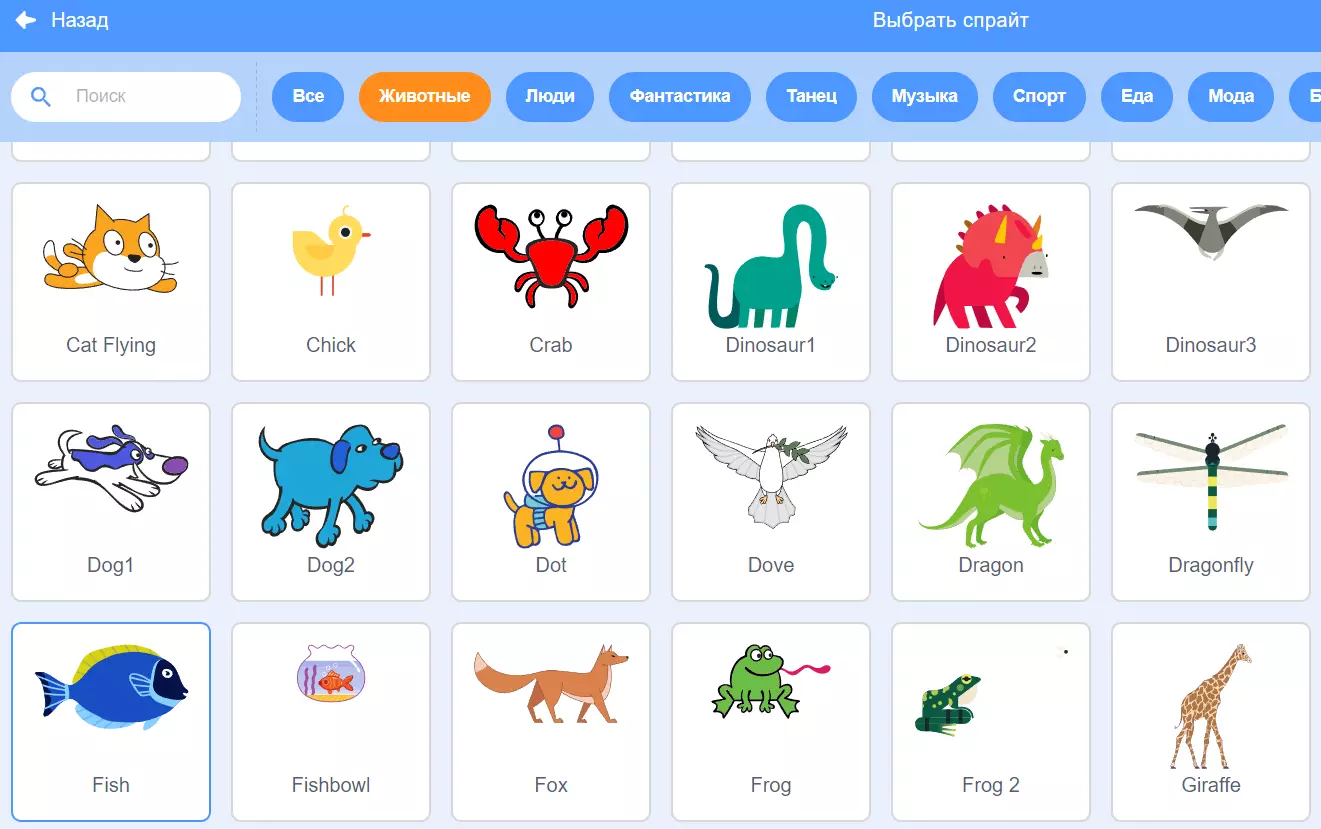 Назад
Выбрать спрайт
Поиск
Все
Животные
Люди
Фантастика
Танец
Музыка
Спорт
Еда
Мода
Cat Flying
Chick
Crab
Dinosaur1
Dinosaur2
Dinosaur3
Dog1
Dog2
Dot
Dove
Dragon
Dragonfly
Fish
Fishbowl
Fox
Frog
Frog 2
Giraffe